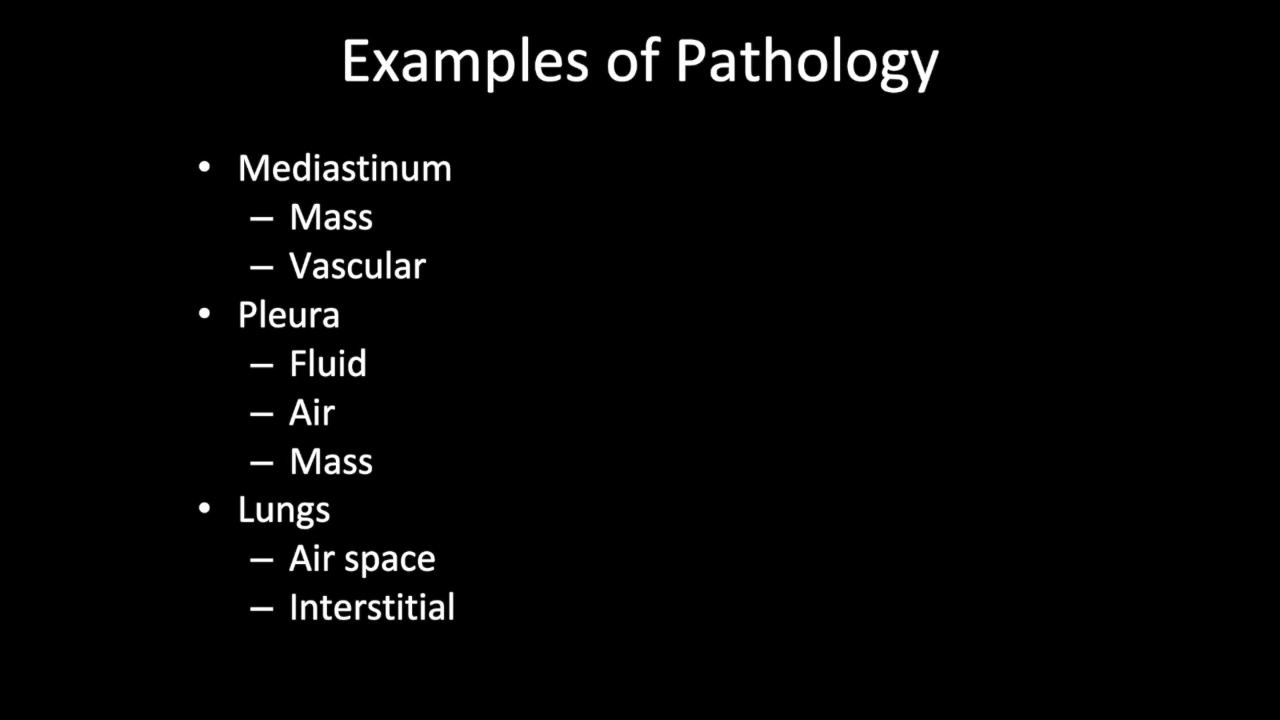 Examples of Pathology
• Mediastinum
– Mass
– Vascular
• Pleura
– Fluid
– Air
– Mass
• Lungs
– Air space
– Interstitial